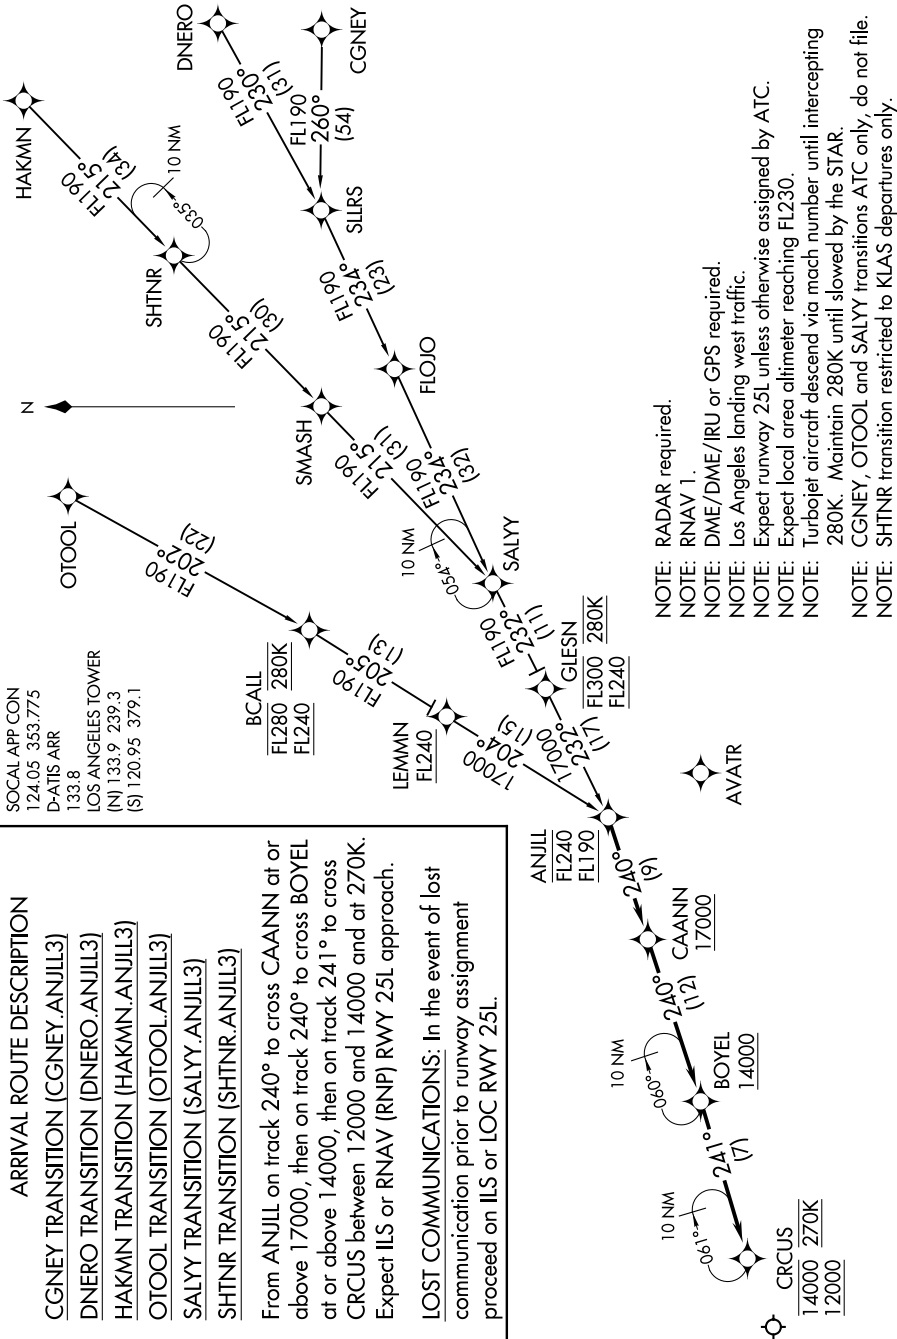 SOCAL APP CON
124.05 353.775
D-ATIS ARR
133.8
LOS ANGELES TOWER
(N) 133.9 239.3
(S) 120.95 379.1
ARRIVAL ROUTE DESCRIPTION
CGNEY TRANSITION (CGNEY.ANJLL3)
DNERO TRANSITION (DNERO.ANJLL3)
HAKMN TRANSITION (HAKMN.ANJLL3)
OTOOL TRANSITION (OTOOL.ANJLL3)
SALYY TRANSITION (SALYY.ANJLL3)
SHTNR TRANSITION (SHTNR.ANJLL3)
From ANJLL on track 240° to cross CAANN at or
above 17000, then on track 240° to cross BOYEL
at or above 14000, then on track 241° to cross
CRCUS between 12000 and 14000 and at 270K.
Expect ILS or RNAV (RNP) RWY 25L approach.
LOST COMMUNICATIONS: In the event of lost
communication prior to runway assignment
proceed on ILS or LOC RWY 25L.
N
HAKMN
FL190
215°
(34)
10 NM
035°
SHTNR
FL190
215°
(30)
SMASH
FL190
215°
(31)
DNERO
FL190
230°
(31)
CGNEY
FL190
260°
(54)
SLLRS
FL190
234°
(23)
FLOJO
FL190
234°
(32)
10 NM
054°
SALYY
FL190
232°
(11)
GLESN
FL300 280K
FL240
17000
232°
(17)
OTOOL
FL190
202°
(22)
BCALL
FL280 280K
FL240
FL190
205°
(13)
LEMMN
FL240
17000
204°
(15)
ANJLL
FL240
FL190
AVATR
240°
(9)
CAANN
17000
240°
(12)
10 NM
060°
BOYEL
14000
241°
(7)
10 NM
061°
CRCUS
14000 270K
12000
NOTE: RADAR required.
NOTE: RNAV 1.
NOTE: DME/DME/IRU or GPS required.
NOTE: Los Angeles landing west traffic.
NOTE: Expect runway 25L unless otherwise assigned by ATC.
NOTE: Expect local area altimeter reaching FL230.
NOTE: Turbojet aircraft descend via mach number until intercepting
280K. Maintain 280K until slowed by the STAR.
NOTE: CGNEY, OTOOL and SALYY transitions ATC only, do not file.
NOTE: SHTNR transition restricted to KLAS departures only.